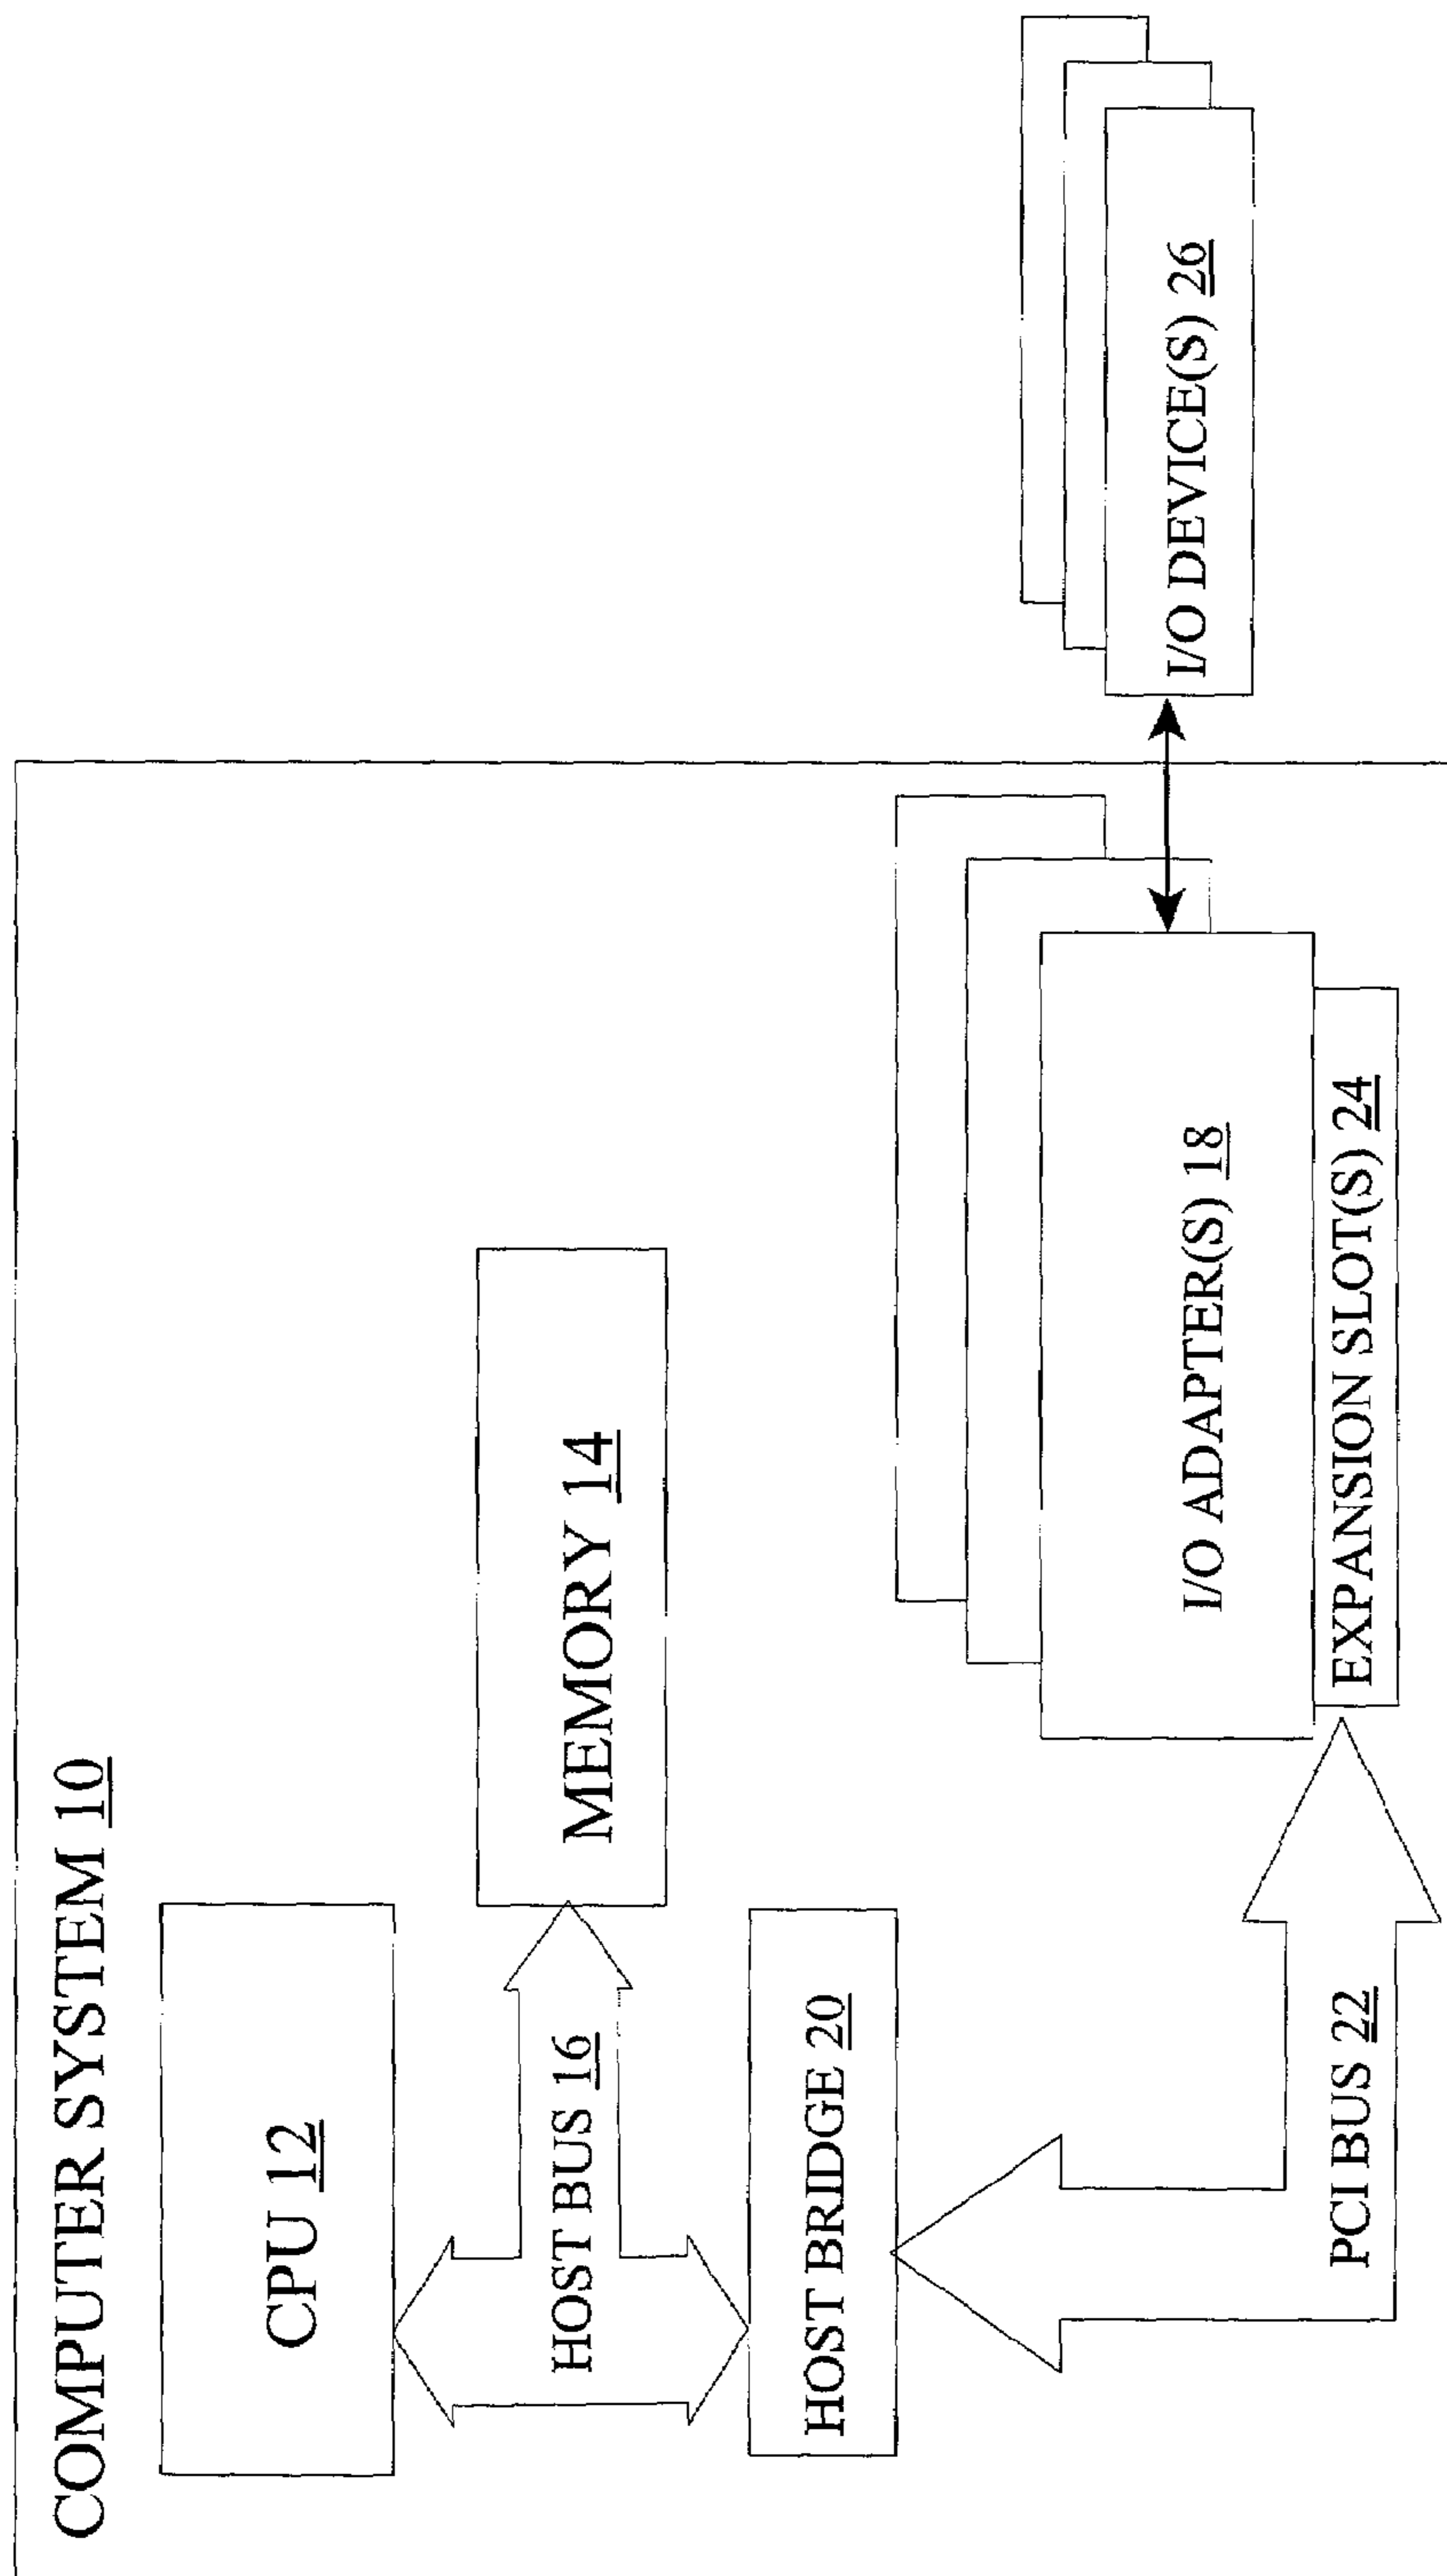 COMPUTER SYSTEM 10
CPU 12
HOST BUS 16
MEMORY 14
HOST BRIDGE 20
I/O ADAPTER(S) 18
I/O DEVICE(S) 26
EXPANSION SLOT(S) 24
PCI BUS 22